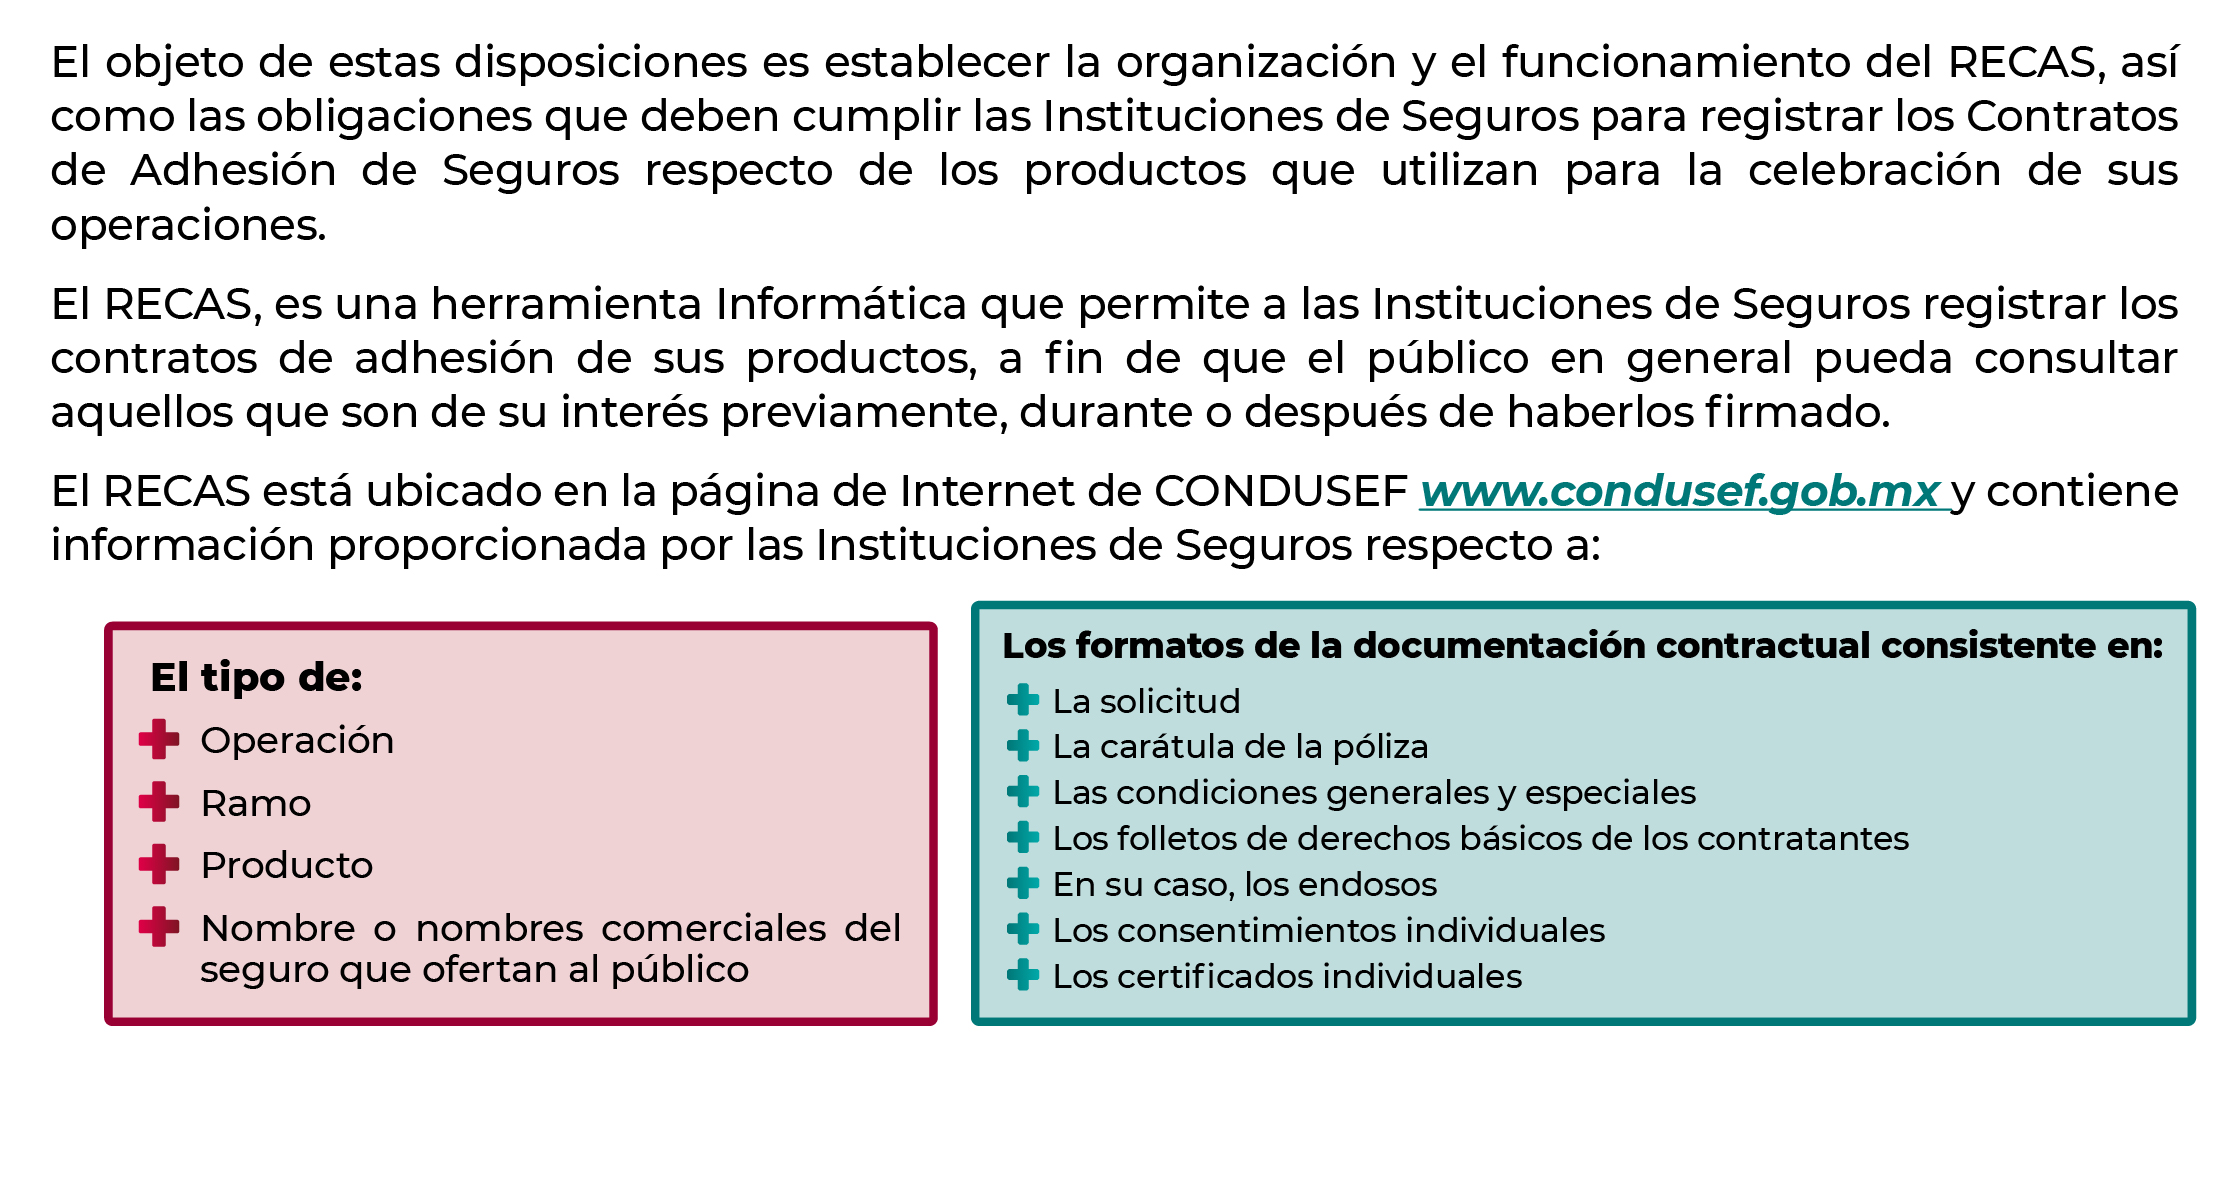 El objeto de estas disposiciones es establecer la organización y el funcionamiento del RECAS, así
como las obligaciones que deben cumplir las Instituciones de Seguros para registrar los Contratos
de Adhesión de Seguros respecto de los productos que utilizan para la celebración de sus
operaciones.
El RECAS, es una herramienta Informática que permite a las Instituciones de Seguros registrar los
contratos de adhesión de sus productos, a fin de que el público en general pueda consultar
aquellos que son de su interés previamente, durante o después de haberlos firmado.
El RECAS está ubicado en la página de Internet de CONDUSEF www.condusef.gob.mx y contiene
información proporcionada por las Instituciones de Seguros respecto a:
El tipo de:
Operación
Ramo
Producto
Nombre o nombres comerciales del
seguro que ofertan al público
Los formatos de la documentación contractual consistente en:
La solicitud
La carátula de la póliza
Las condiciones generales y especiales
Los folletos de derechos básicos de los contratantes
En su caso, los endosos
Los consentimientos individuales
Los certificados individuales